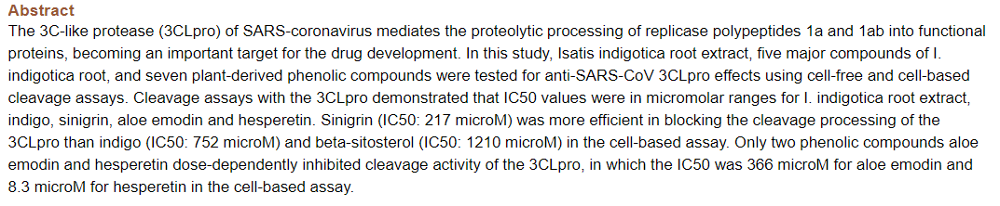 Abstract
The 3C-like protease (3CLpro) of SARS-coronavirus mediates the proteolytic processing of replicase polypeptides 1a and 1ab into functional
proteins, becoming an important target for the drug development. In this study, Isatis indigotica root extract, five major compounds of I.
indigotica root, and seven plant-derived phenolic compounds were tested for anti-SARS-CoV 3CLpro effects using cell-free and cell-based
cleavage assays. Cleavage assays with the 3CLpro demonstrated that IC50 values were in micromolar ranges for I. indigotica root extract,
indigo, sinigrin, aloe emodin and hesperetin. Sinigrin (IC50: 217 microM) was more efficient in blocking the cleavage processing of the
3CLpro than indigo (IC50: 752 microM) and beta-sitosterol (IC50: 1210 microM) in the cell-based assay. Only two phenolic compounds aloe
emodin and hesperetin dose-dependently inhibited cleavage activity of the 3CLpro, in which the IC50 was 366 microM for aloe emodin and
8.3 microM for hesperetin in the cell-based assay.